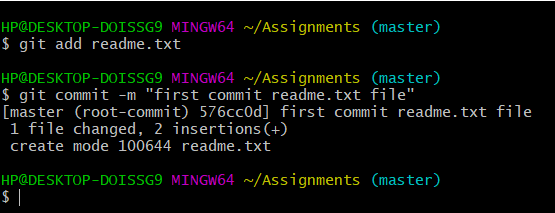 HP@DESKTOP-DOISSG9 MINGW64 ~/Assignments (master)
$ git add readme.txt
HP@DESKTOP-DOISSG9 MINGW64 ~/Assignments (master)
$ git commit -m "first commit readme.txt file"
[master (root-commit) 576cc0d] first commit readme.txt file
 1 file changed, 2 insertions(+)
 create mode 100644 readme.txt
HP@DESKTOP-DOISSG9 MINGW64 ~/Assignments (master)
$